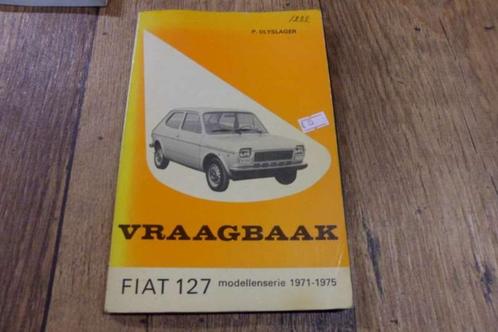 P. OLYSLAGER
VRAAGBAAK
FIAT 127 modellenserie 1971-1975